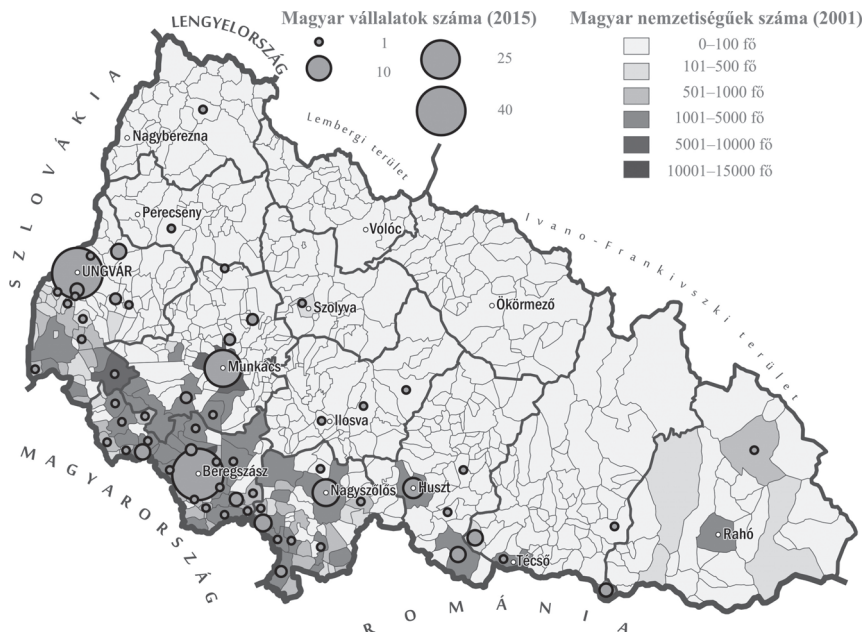 LENGYELORSZÁG
Magyar vállalatok száma (2015)
1
10
25
40
Magyar nemzetiségűek száma (2001)
0–100 fő
101–500 fő
501–1000 fő
1001–5000 fő
5001–10000 fő
10001–15000 fő
SZLOVÁKIA
Lembergi terület
Ivano-Frankivszki terület
Nagyberezna
Perecseny
Volóc
UNGVÁR
Szolyva
Ökörmező
Munkács
Ilosva
Beregszász
Nagyszőlős
Huszt
Rahó
Técső
MAGYARORSZÁG
ROMÁNIA